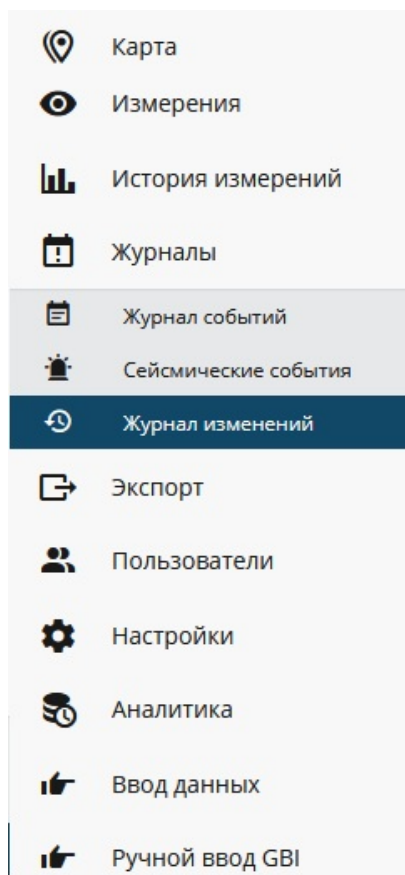 Карта
Измерения
История измерений
Журналы
Журнал событий
Сейсмические события
Журнал изменений
Экспорт
Пользователи
Настройки
Аналитика
Ввод данных
Ручной ввод GBI